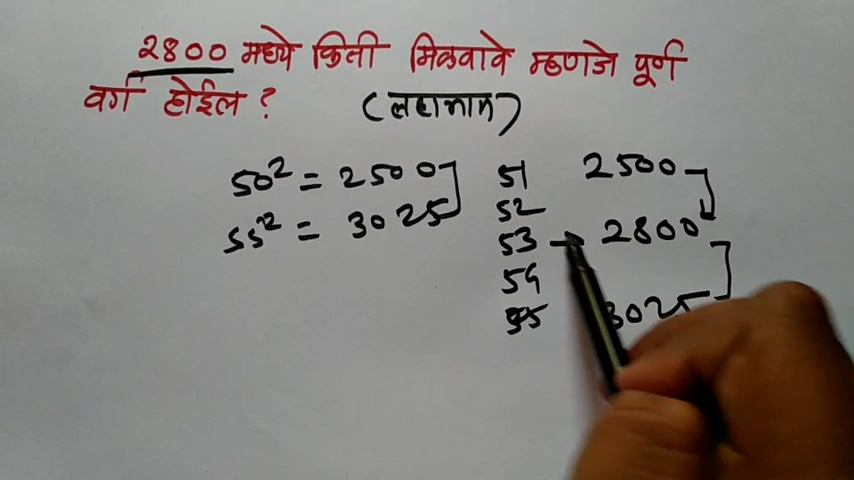 2800 मध्ये किती मिळवावे म्हणजे पूर्ण
वर्ग होईल ? (लहानात)
50² = 2500
55² = 3025
51 2500
52
53 - 2800
54
55 3025